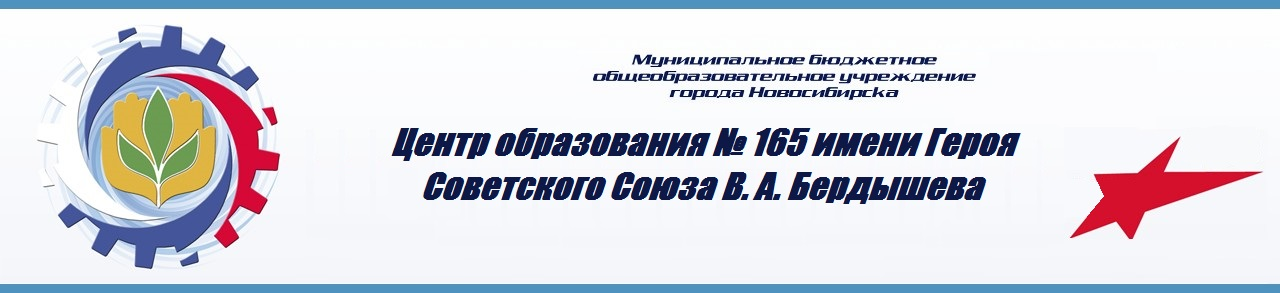 Муниципальное бюджетное
общеобразовательное учреждение
города Новосибирска
Центр образования № 165 имени Героя
Советского Союза В. А. Бердышева